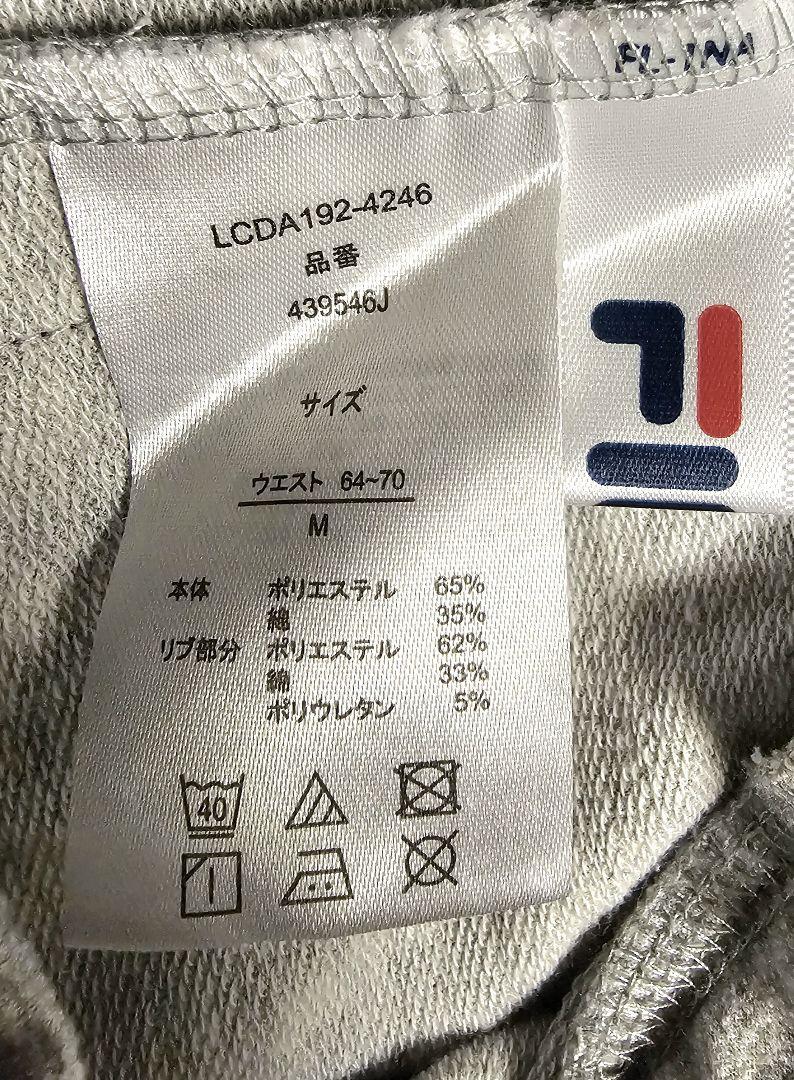 LCDA192-4246
品番
439546J
サイズ
ウエスト 64~70
M
本体 ポリエステル 65%
綿 35%
リブ部分 ポリエステル 62%
綿 33%
ポリウレタン 5%
40